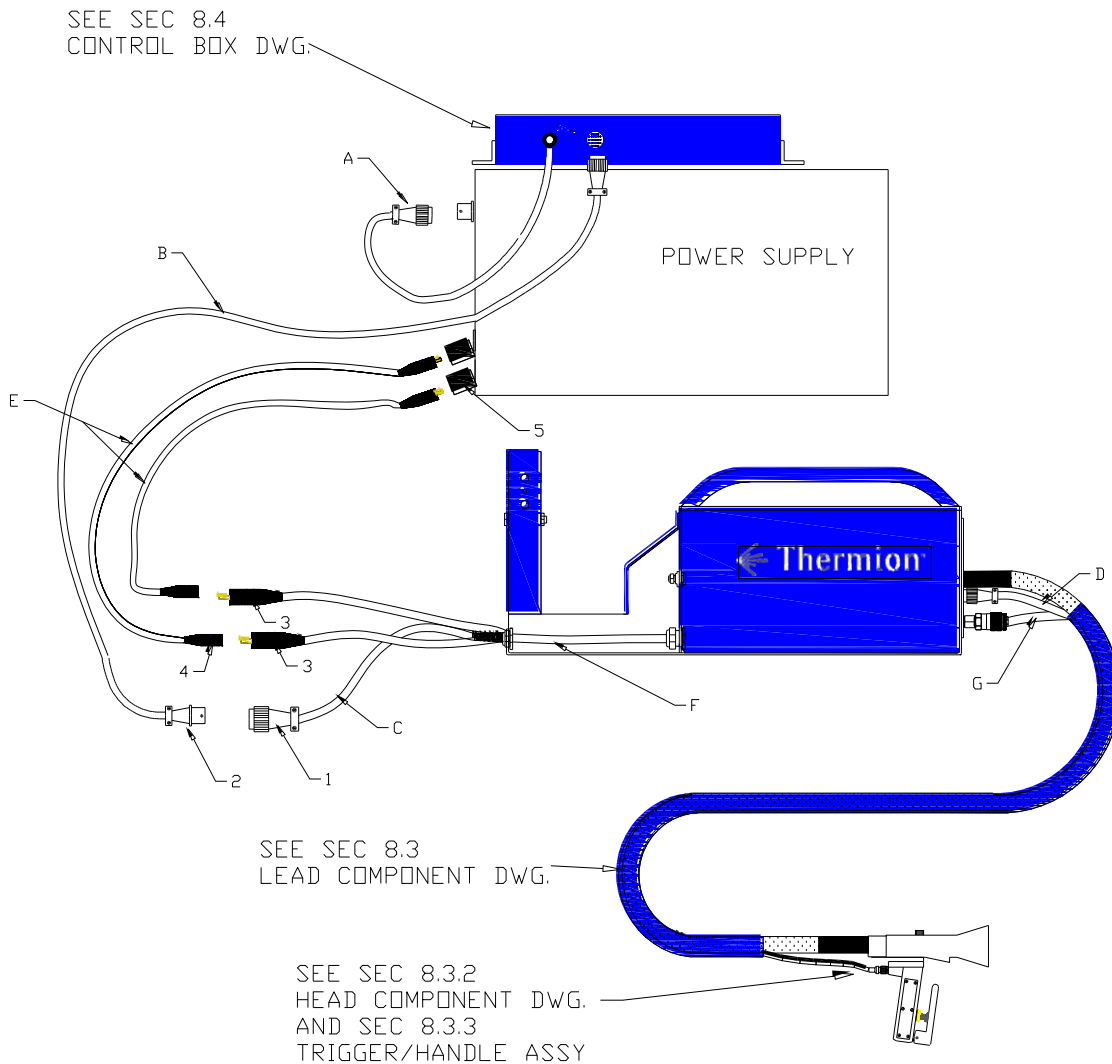 SEE SEC 8.4
CONTROL BOX DWG.
A
POWER SUPPLY
B
E
5
Thermion
D
3
4
3
G
F
C
2
1
SEE SEC 8.3
LEAD COMPONENT DWG.
SEE SEC 8.3.2
HEAD COMPONENT DWG.
AND SEC 8.3.3
TRIGGER/HANDLE ASSY